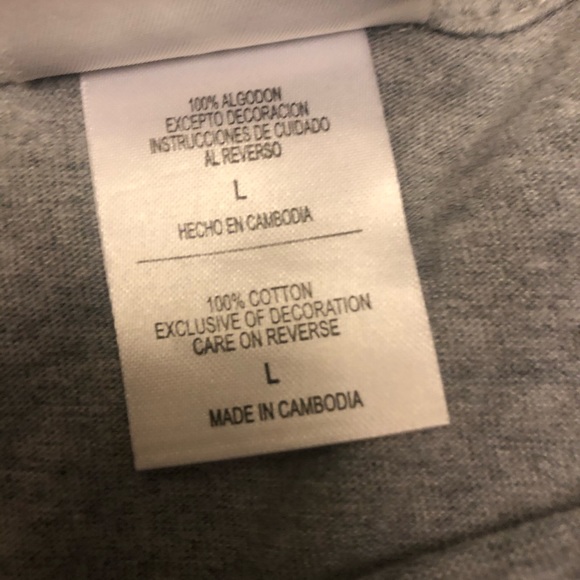 100% ALGODON
EXCEPTO DECORACION
INSTRUCCIONES DE CUIDADO
AL REVERSO
L
HECHO EN CAMBODIA
100% COTTON
EXCLUSIVE OF DECORATION
CARE ON REVERSE
L
MADE IN CAMBODIA